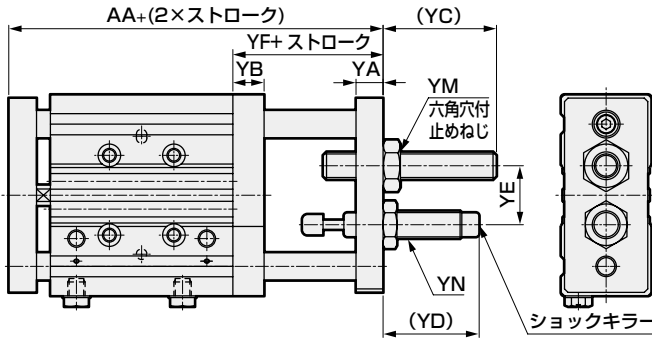 AA+(2×ストローク)
(YC)
YF+ストローク
YB
YA
YM
六角穴付
止めねじ
YE
YN
(YD)
ショックキラー